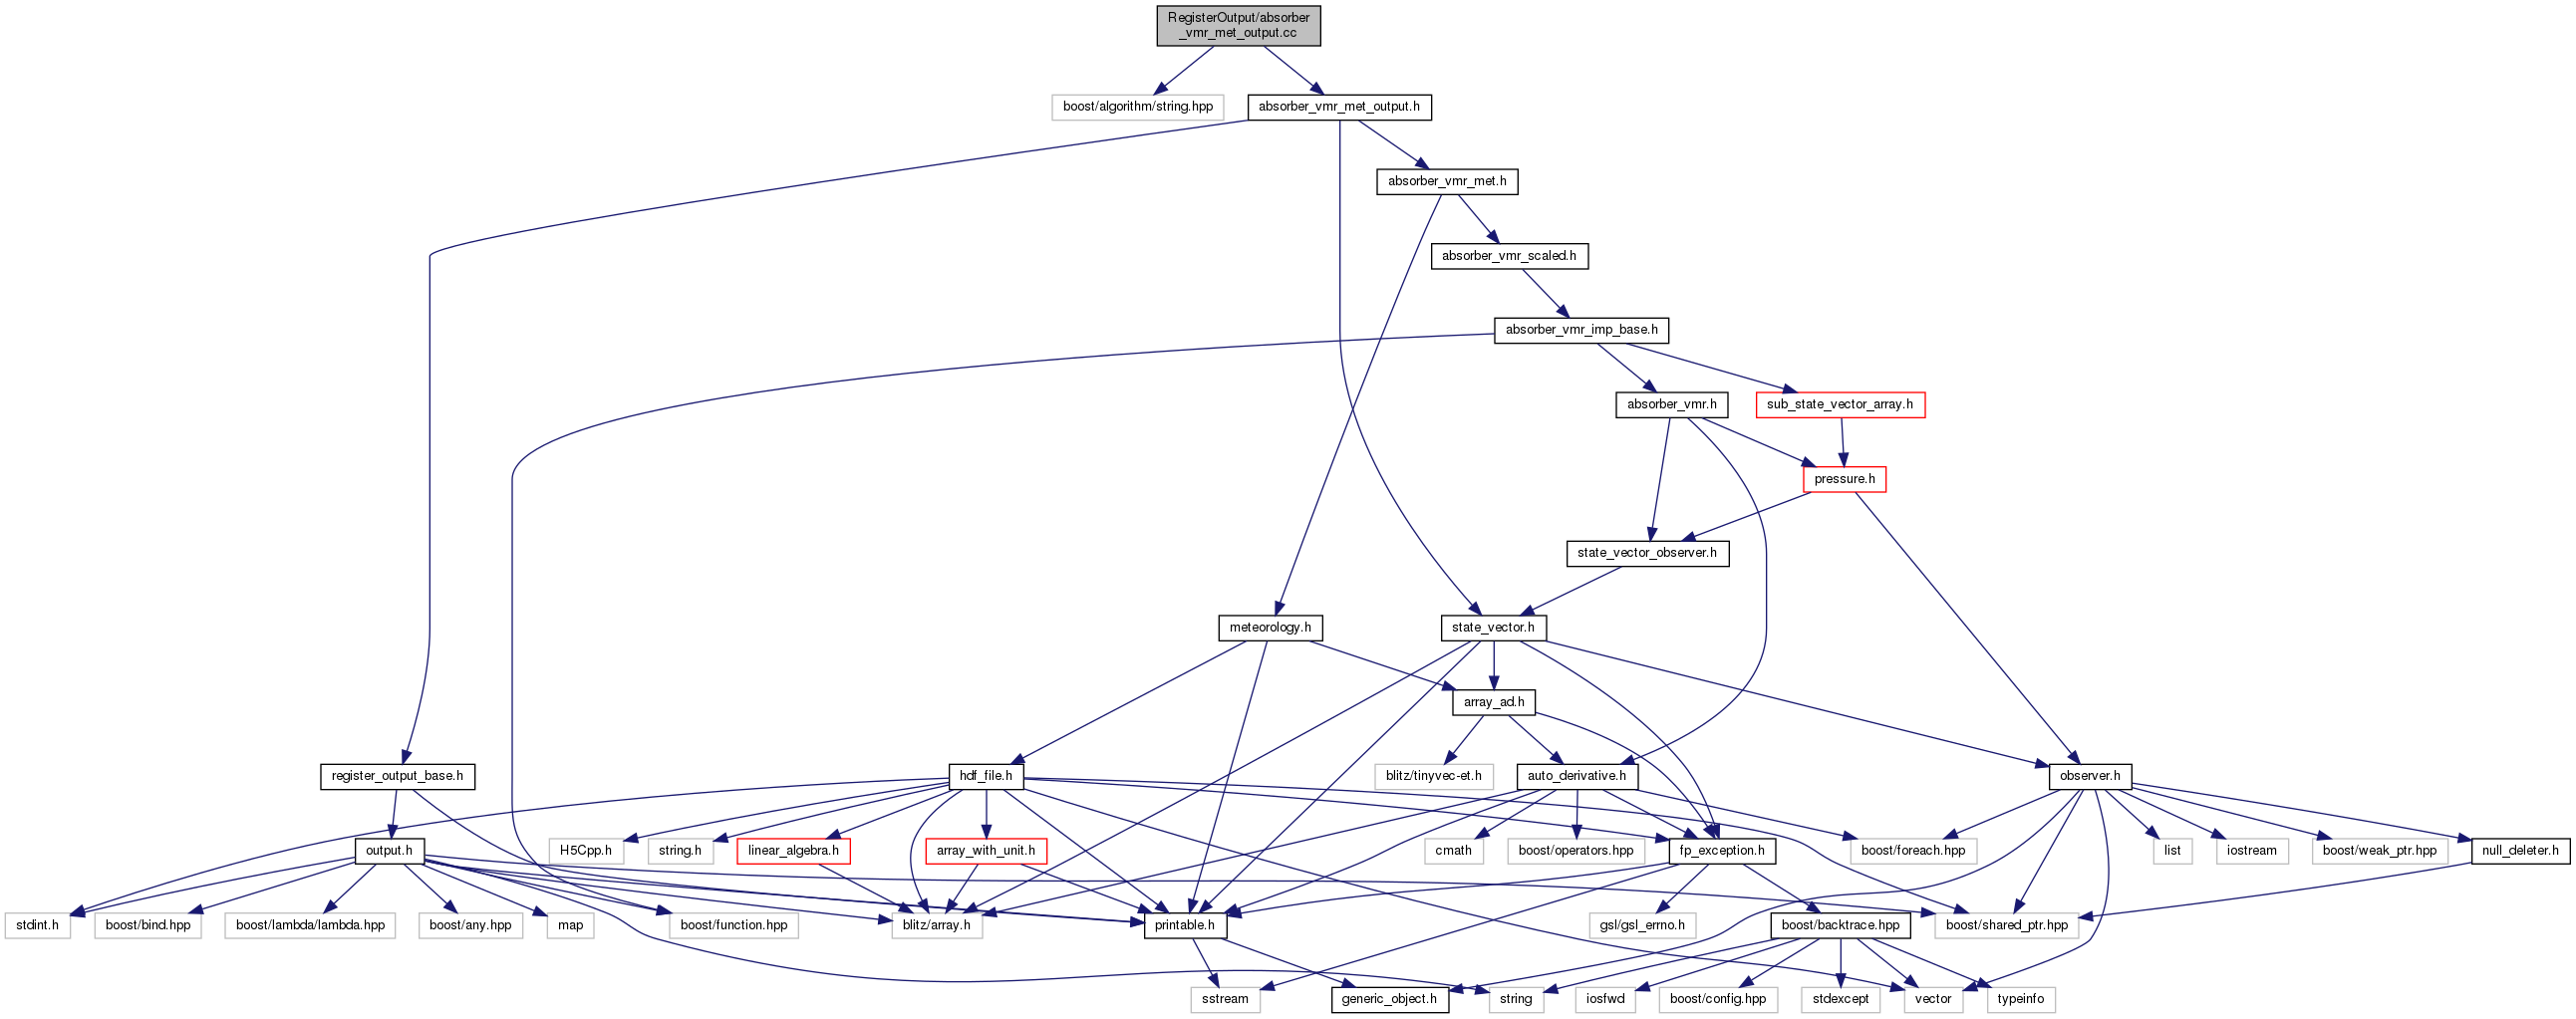 RegisterOutput/absorber
_vmr_met_output.cc
boost/algorithm/string.hpp
absorber_vmr_met_output.h
absorber_vmr_met.h
absorber_vmr_scaled.h
absorber_vmr_imp_base.h
absorber_vmr.h
sub_state_vector_array.h
pressure.h
state_vector_observer.h
meteorology.h
state_vector.h
array_ad.h
register_output_base.h
hdf_file.h
blitz/tinyvec-et.h
auto_derivative.h
observer.h
output.h
H5Cpp.h
string.h
linear_algebra.h
array_with_unit.h
cmath
boost/operators.hpp
fp_exception.h
boost/foreach.hpp
list
iostream
boost/weak_ptr.hpp
null_deleter.h
stdint.h
boost/bind.hpp
boost/lambda/lambda.hpp
boost/any.hpp
map
boost/function.hpp
blitz/array.h
printable.h
gsl/gsl_errno.h
boost/backtrace.hpp
boost/shared_ptr.hpp
sstream
generic_object.h
string
iosfwd
boost/config.hpp
stdexcept
vector
typeinfo